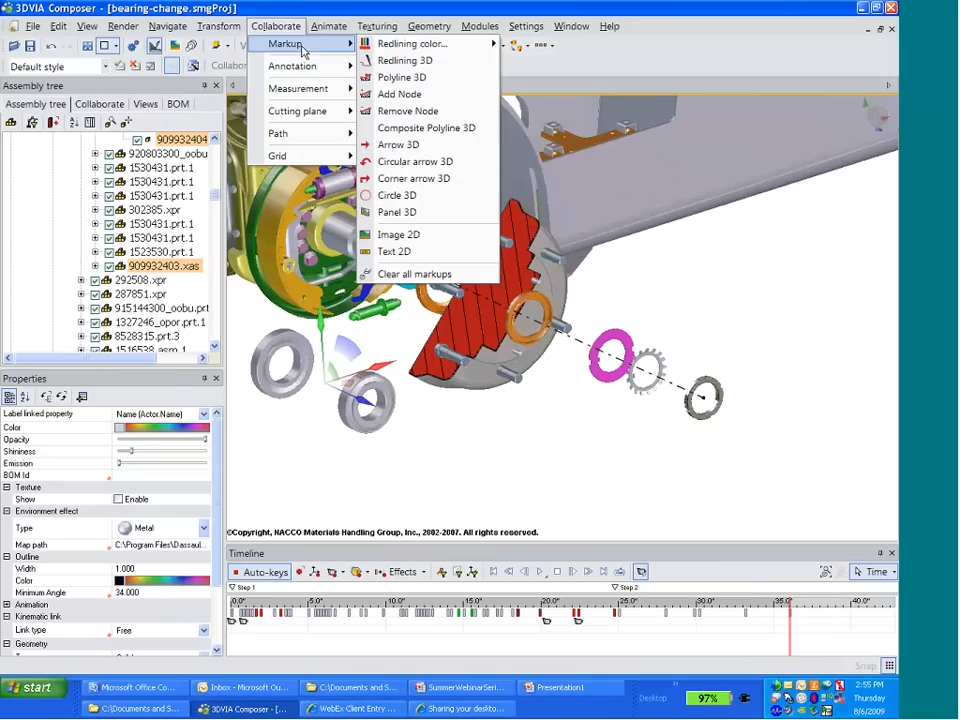 3DVIA Composer - [bearing-change.smgProj]
File Edit View Render Navigate Transform Collaborate Animate Texturing Geometry Modules Settings Window Help
Default style
Markup
Annotation
Measurement
Cutting plane
Path
Grid
Redlining color...
Redlining 3D
Polyline 3D
Add Node
Remove Node
Composite Polyline 3D
Arrow 3D
Circular arrow 3D
Corner arrow 3D
Circle 3D
Panel 3D
Image 2D
Text 2D
Clear all markups
Assembly tree
Assembly tree Collaborate Views BOM
909932404
920803300_oobu
1530431.prt.1
1530431.prt.1
302385.xpr
1530431.prt.1
1530431.prt.1
1523530.prt.1
909932403.xas
292508.xpr
287851.xpr
915144300_oobu.prt
1327246_opor.prt.1
8528315.prt.3
1516538.asm.1
Properties
Label linked property Name (Actor.Name)
Color
Opacity
Shininess
Emission
BOM Id
Texture
Show Enable
Environment effect
Type Metal
Map path C:\Program Files\Dassaul...
Outline
Width 1.000
Color
Minimum Angle 34.000
Animation
Kinematic link
Link type Free
Geometry
©Copyright, NACCO Materials Handling Group, Inc., 2002-2007. All rights reserved.
Timeline
Auto-keys Effects Time
Step 1 Step 2
0.0" 5.0" 10.0" 15.0" 20.0" 25.0" 30.0" 35.0" 40.0"
Snap
start Microsoft Office Co... Inbox - Microsoft Ou... C:\Documents and S... SummerWebinarSeri... Presentation1
C:\Documents and S... 3DVIA Composer - [... WebEx Client Entry ... Sharing your deskto...
Desktop 97%
2:55 PM
Thursday
8/6/2009